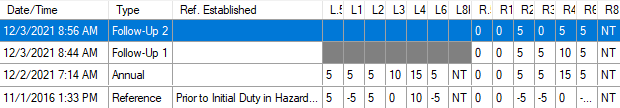 Date/Time Type Ref. Established L.5 L1 L2 L3 L4 L6 L8I R. R1 R2 R3 R4 R6 R8
12/3/2021 8:56 AM Follow-Up 2 0 0 5 5 5 5 NT
12/3/2021 8:44 AM Follow-Up 1 0 0 5 5 10 5 NT
12/2/2021 7:14 AM Annual 5 5 5 10 15 5 NT 0 0 5 5 15 5 NT
11/1/2016 1:33 PM Reference Prior to Initial Duty in Hazard... 5 -5 5 0 10 -5 NT 0 -5 0 -5 0 -... NT